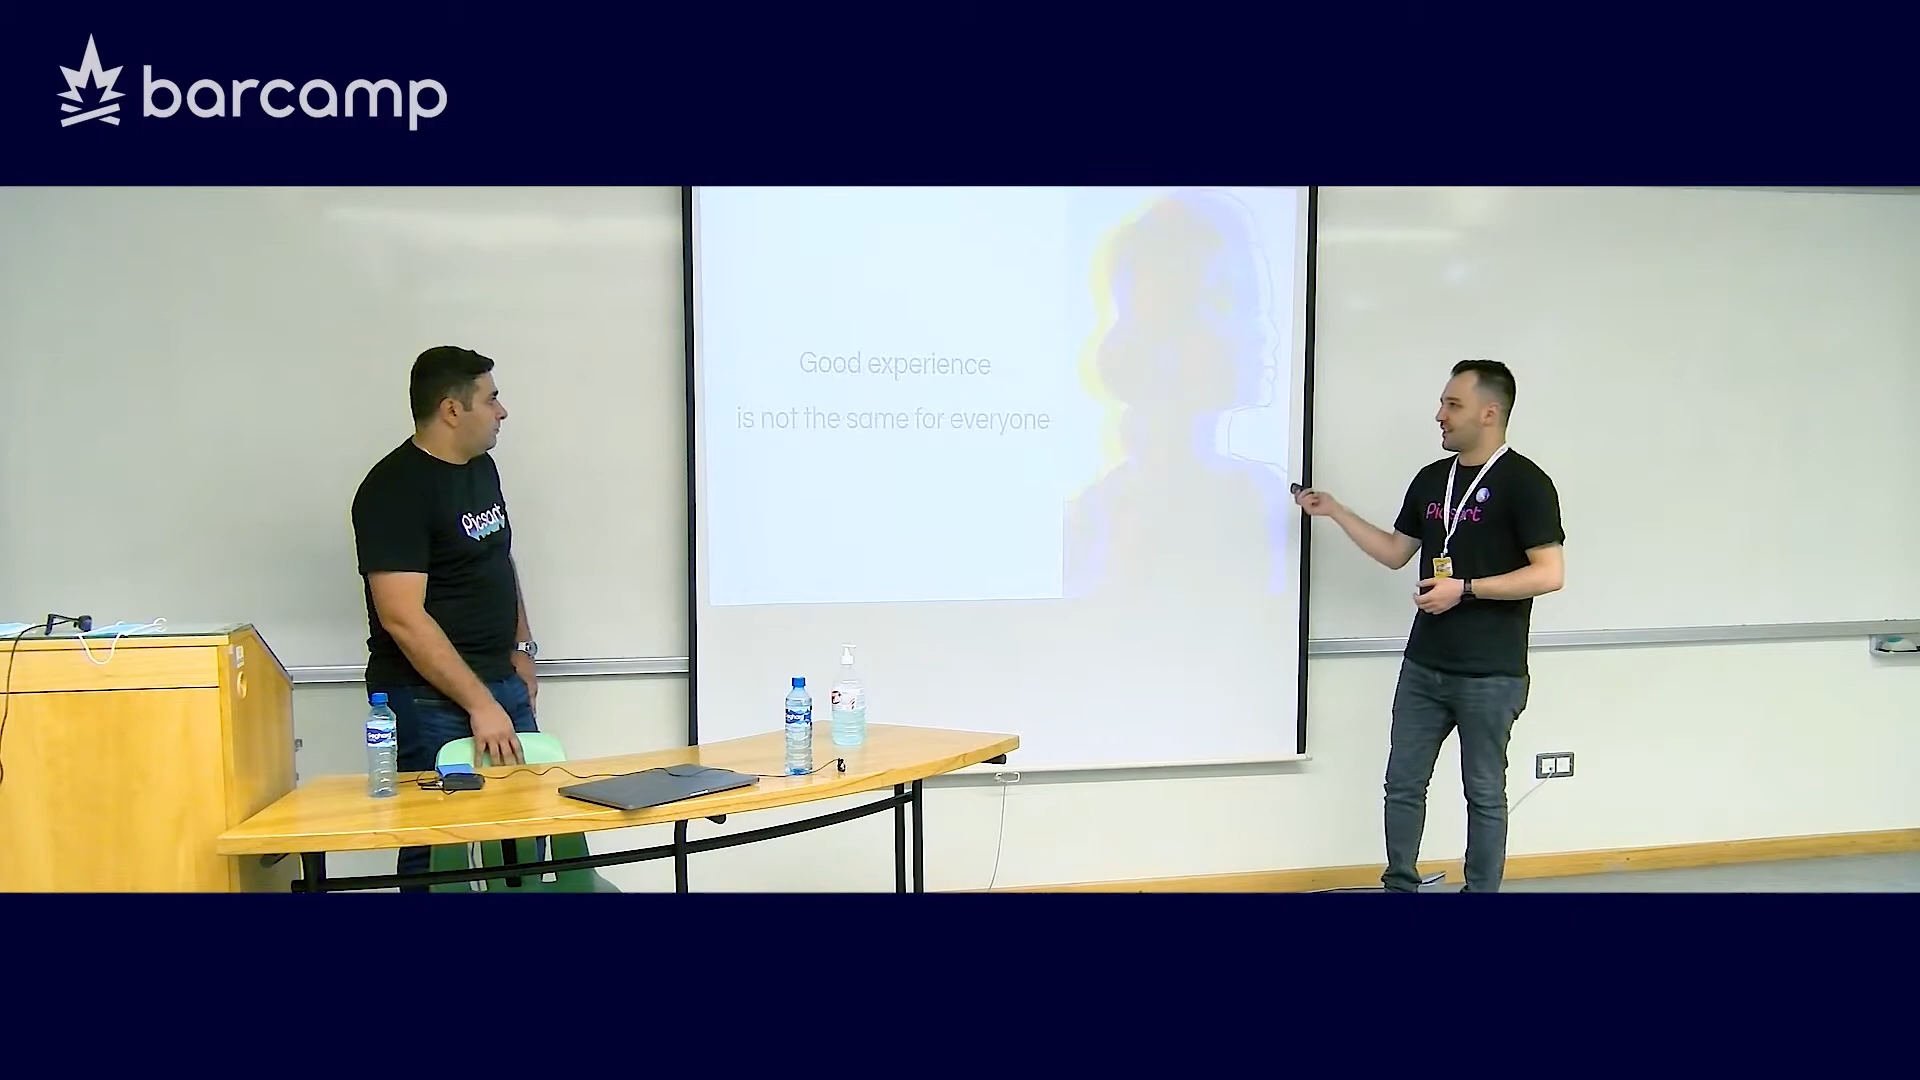 barcamp
Good experience
is not the same for everyone
Picsart
Picsart